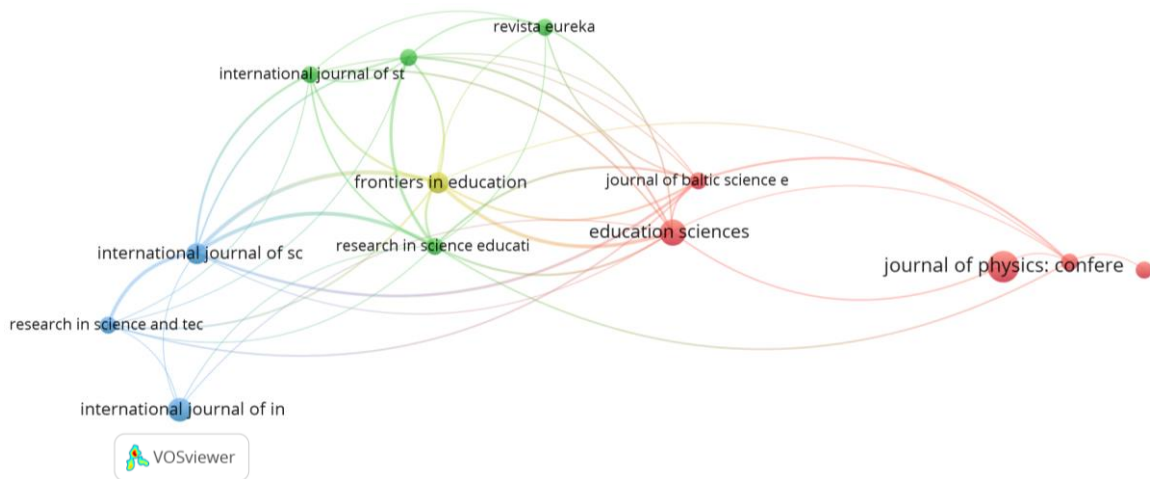 revista eureka
international journal of st
frontiers in education
journal of baltic science e
education sciences
research in science educati
international journal of sc
journal of physics: confere
research in science and tec
international journal of in
VOSviewer